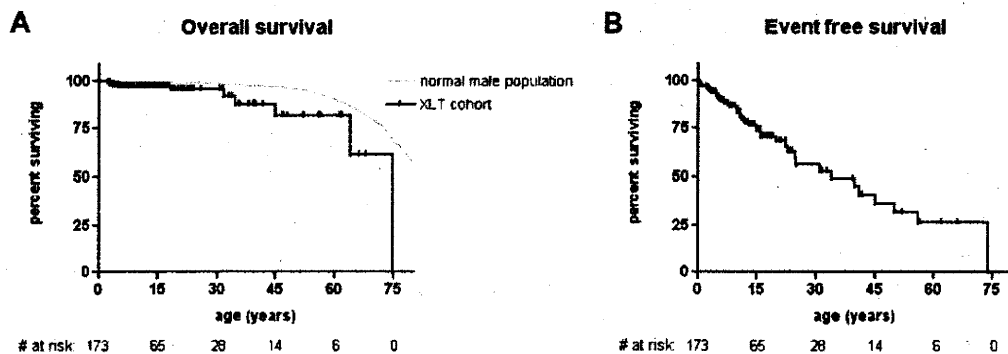 A
Overall survival
percent surviving
100
75
50
25
0
0 15 30 45 60 75
age (years)
normal male population
XLT cohort
# at risk: 173 65 28 14 6 0
B
Event free survival
percent surviving
100
75
50
25
0
0 15 30 45 60 75
age (years)
# at risk: 173 65 28 14 6 0